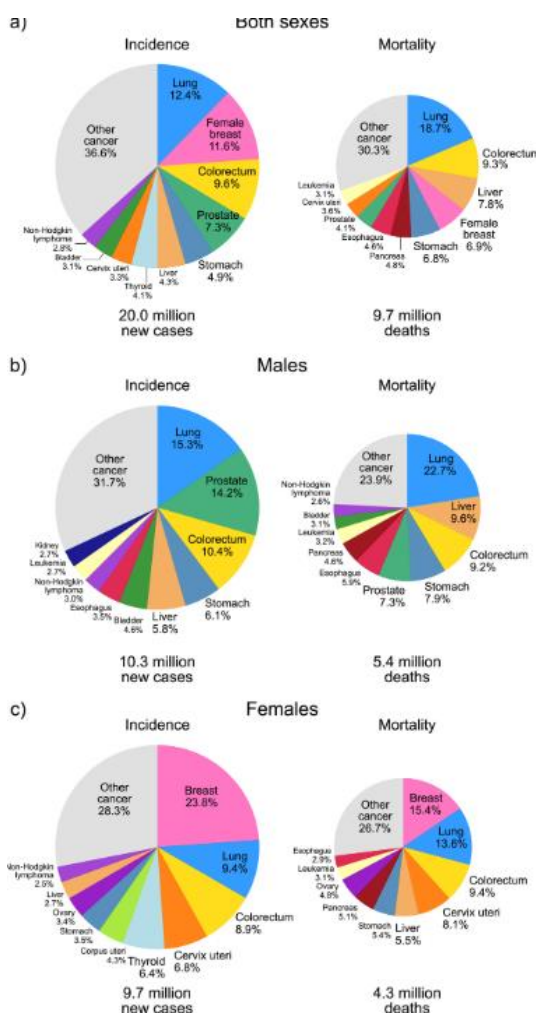 a)
Both sexes
Incidence
Lung
12.4%
Female
breast
11.6%
Colorectum
9.6%
Prostate
7.3%
Stomach
4.9%
Liver
4.3%
Thyroid
4.1%
Cervix uteri
3.3%
Bladder
3.1%
Non-Hodgkin
lymphoma
2.8%
Other
cancer
36.6%
20.0 million
new cases
Mortality
Lung
18.7%
Colorectum
9.3%
Liver
7.8%
Female
breast
6.9%
Stomach
6.8%
Pancreas
4.8%
Esophagus
4.6%
Prostate
4.1%
Cervix uteri
3.6%
Leukemia
3.1%
Other
cancer
30.3%
9.7 million
deaths
b)
Males
Incidence
Lung
15.3%
Prostate
14.2%
Colorectum
10.4%
Stomach
6.1%
Liver
5.8%
Bladder
4.6%
Esophagus
3.5%
Non-Hodgkin
lymphoma
3.0%
Leukemia
2.7%
Kidney
2.7%
Other
cancer
31.7%
10.3 million
new cases
Mortality
Lung
22.7%
Liver
9.6%
Colorectum
9.2%
Stomach
7.9%
Prostate
7.3%
Esophagus
5.9%
Pancreas
4.6%
Leukemia
3.2%
Bladder
3.1%
Non-Hodgkin
lymphoma
2.6%
Other
cancer
23.9%
5.4 million
deaths
c)
Females
Incidence
Breast
23.8%
Lung
9.4%
Colorectum
8.9%
Cervix uteri
6.8%
Thyroid
6.4%
Corpus uteri
4.3%
Stomach
3.5%
Ovary
3.4%
Liver
2.7%
Non-Hodgkin
lymphoma
2.5%
Other
cancer
28.3%
9.7 million
new cases
Mortality
Breast
15.4%
Lung
13.6%
Colorectum
9.4%
Cervix uteri
8.1%
Liver
5.5%
Stomach
5.4%
Pancreas
5.1%
Ovary
4.8%
Leukemia
3.1%
Esophagus
2.9%
Other
cancer
26.7%
4.3 million
deaths